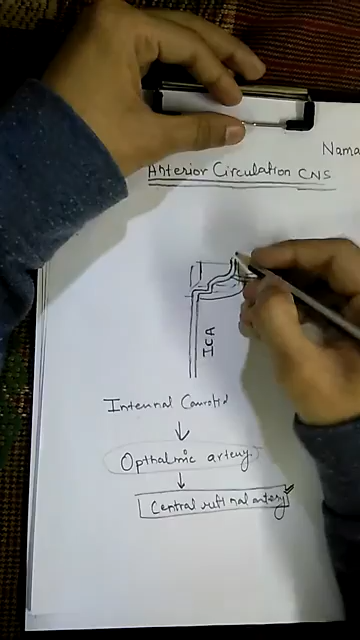 Nama
Anterior Circulation CNS
ICA
Internal Carotid
Opthalmic artery
Central retinal artery